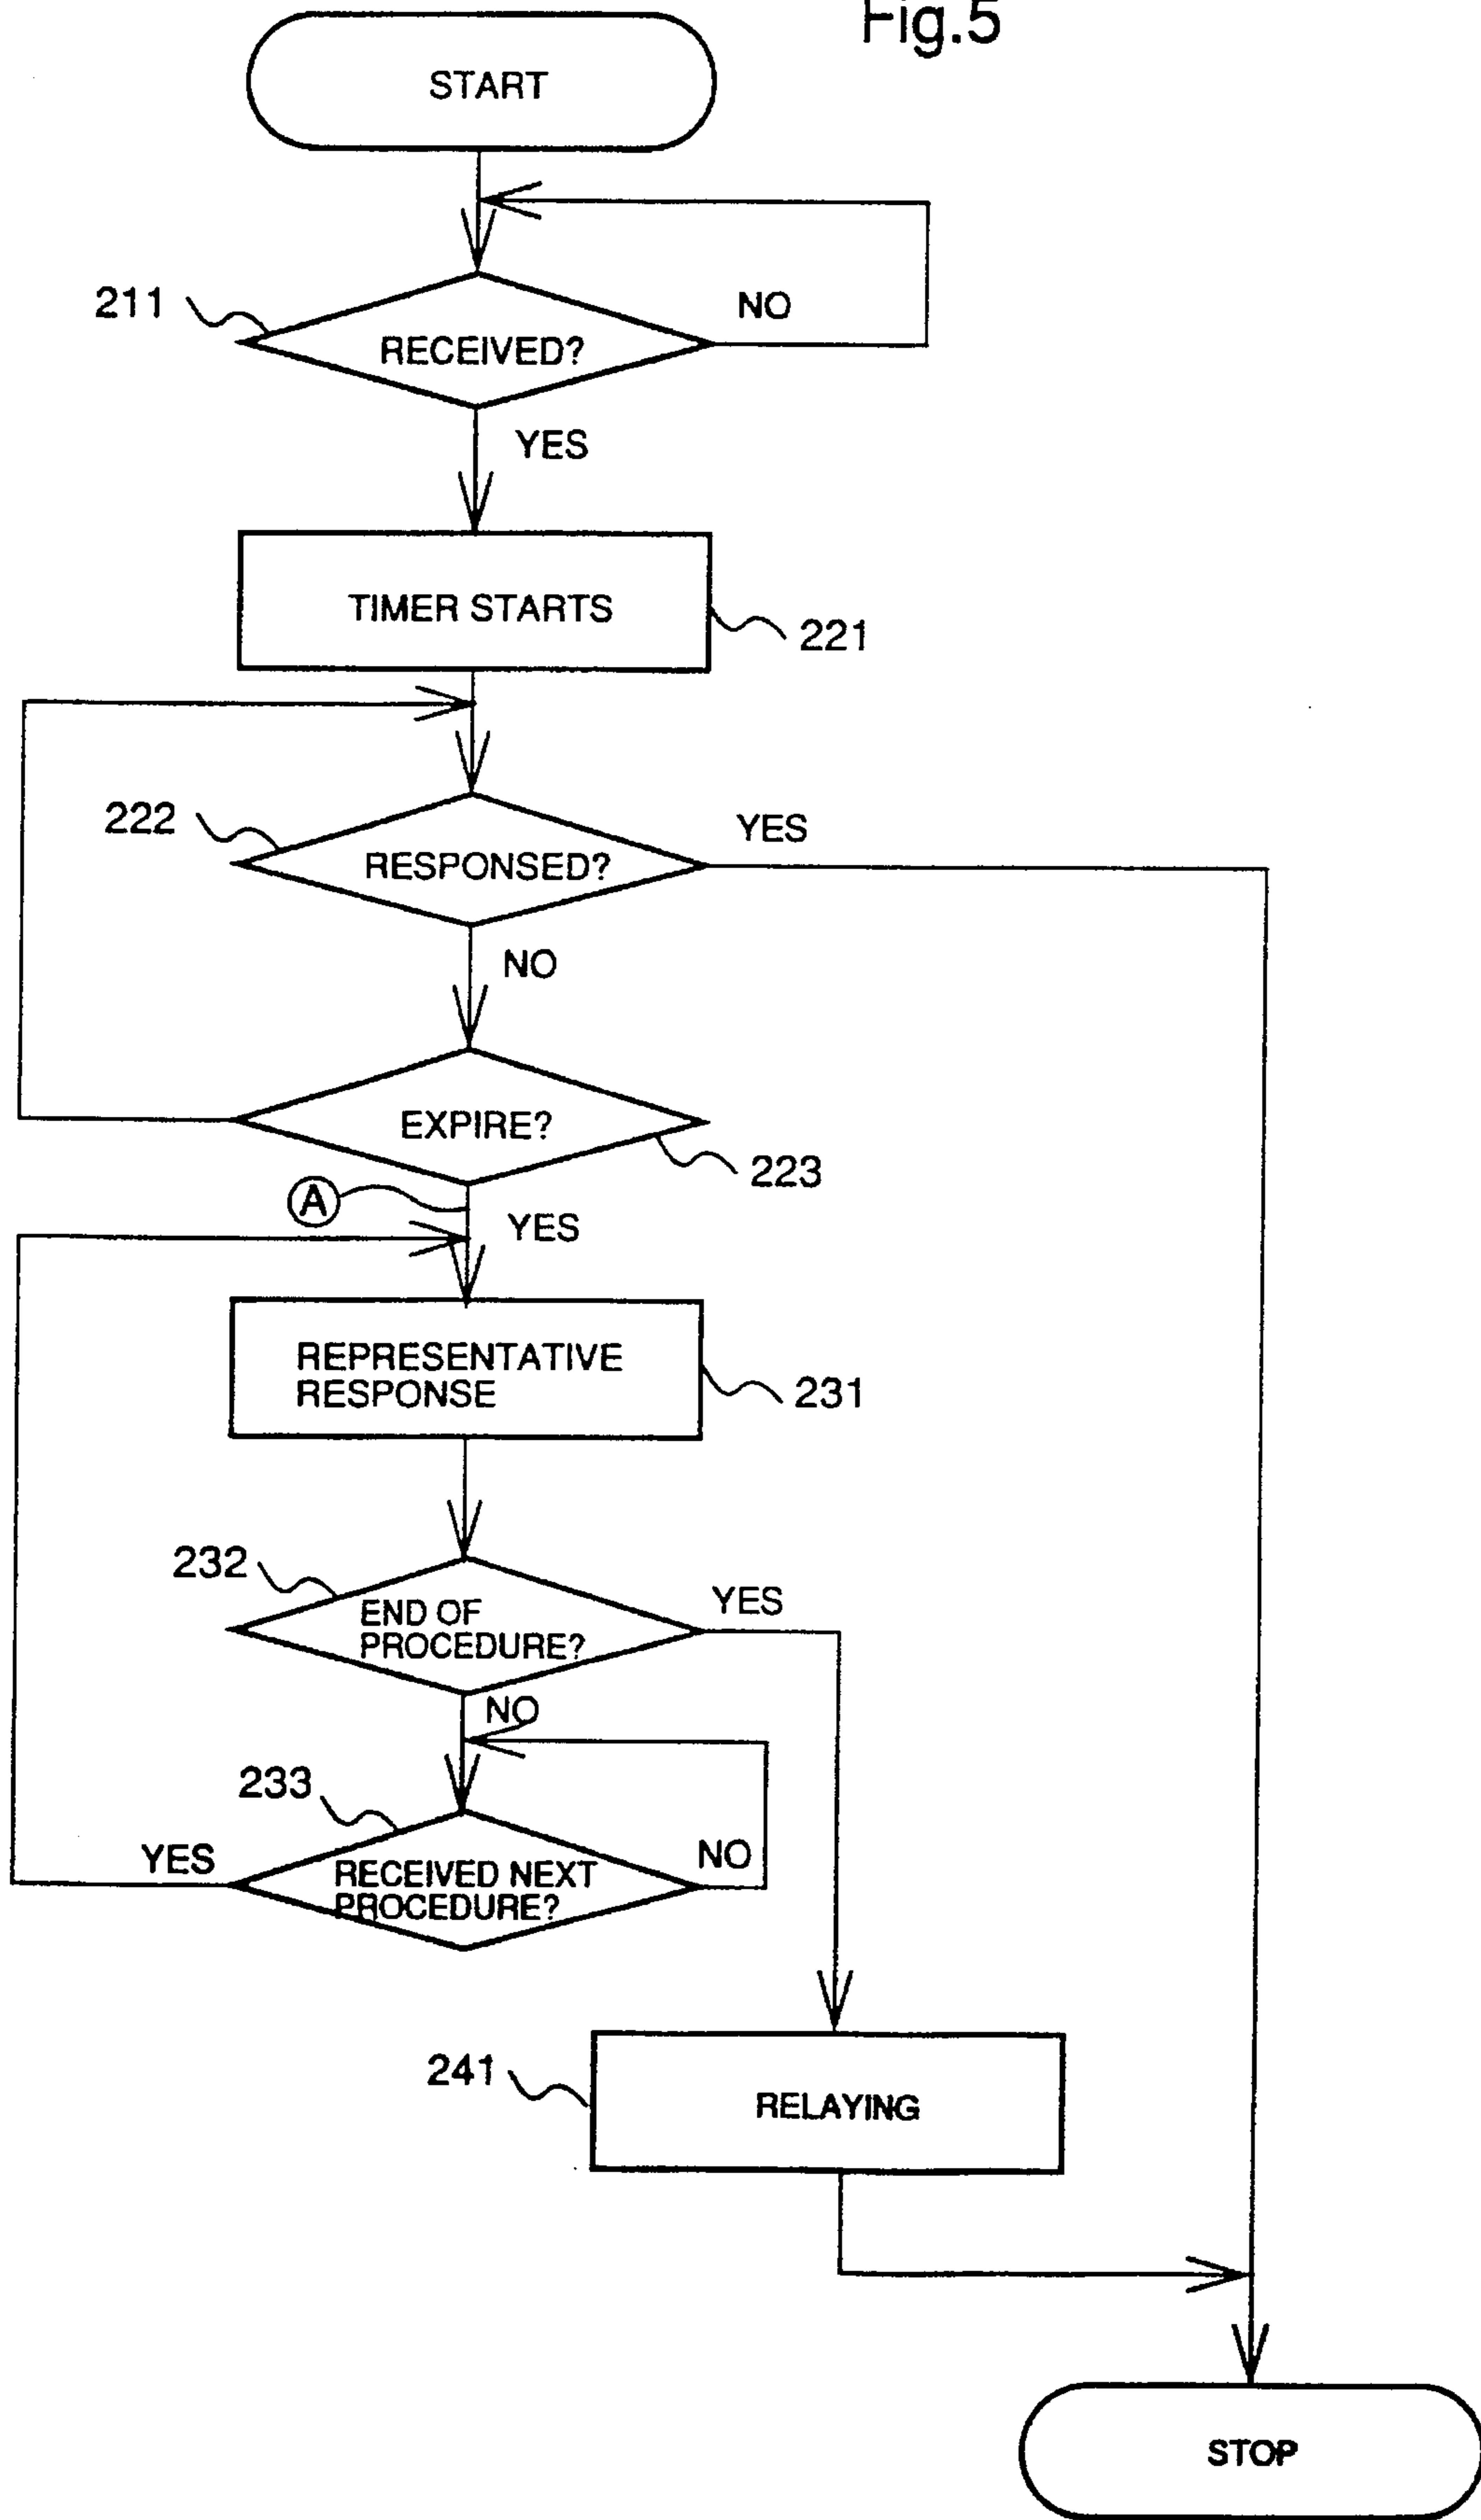 Fig.5
START
211
NO
RECEIVED?
YES
TIMER STARTS
221
222
YES
RESPONSED?
NO
EXPIRE?
223
A
YES
REPRESENTATIVE
RESPONSE
231
232
YES
END OF
PROCEDURE?
NO
233
YES
NO
RECEIVED NEXT
PROCEDURE?
241
RELAYING
STOP